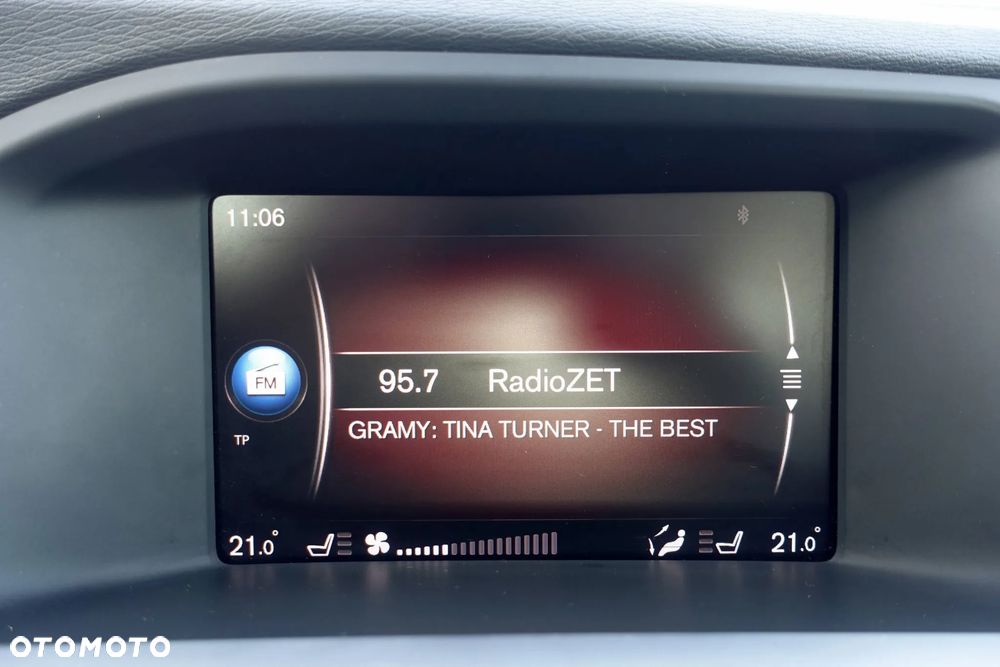 11:06
FM
95.7 RadioZET
TP
GRAMY: TINA TURNER - THE BEST
21.0° 21.0°
OTOMOTO